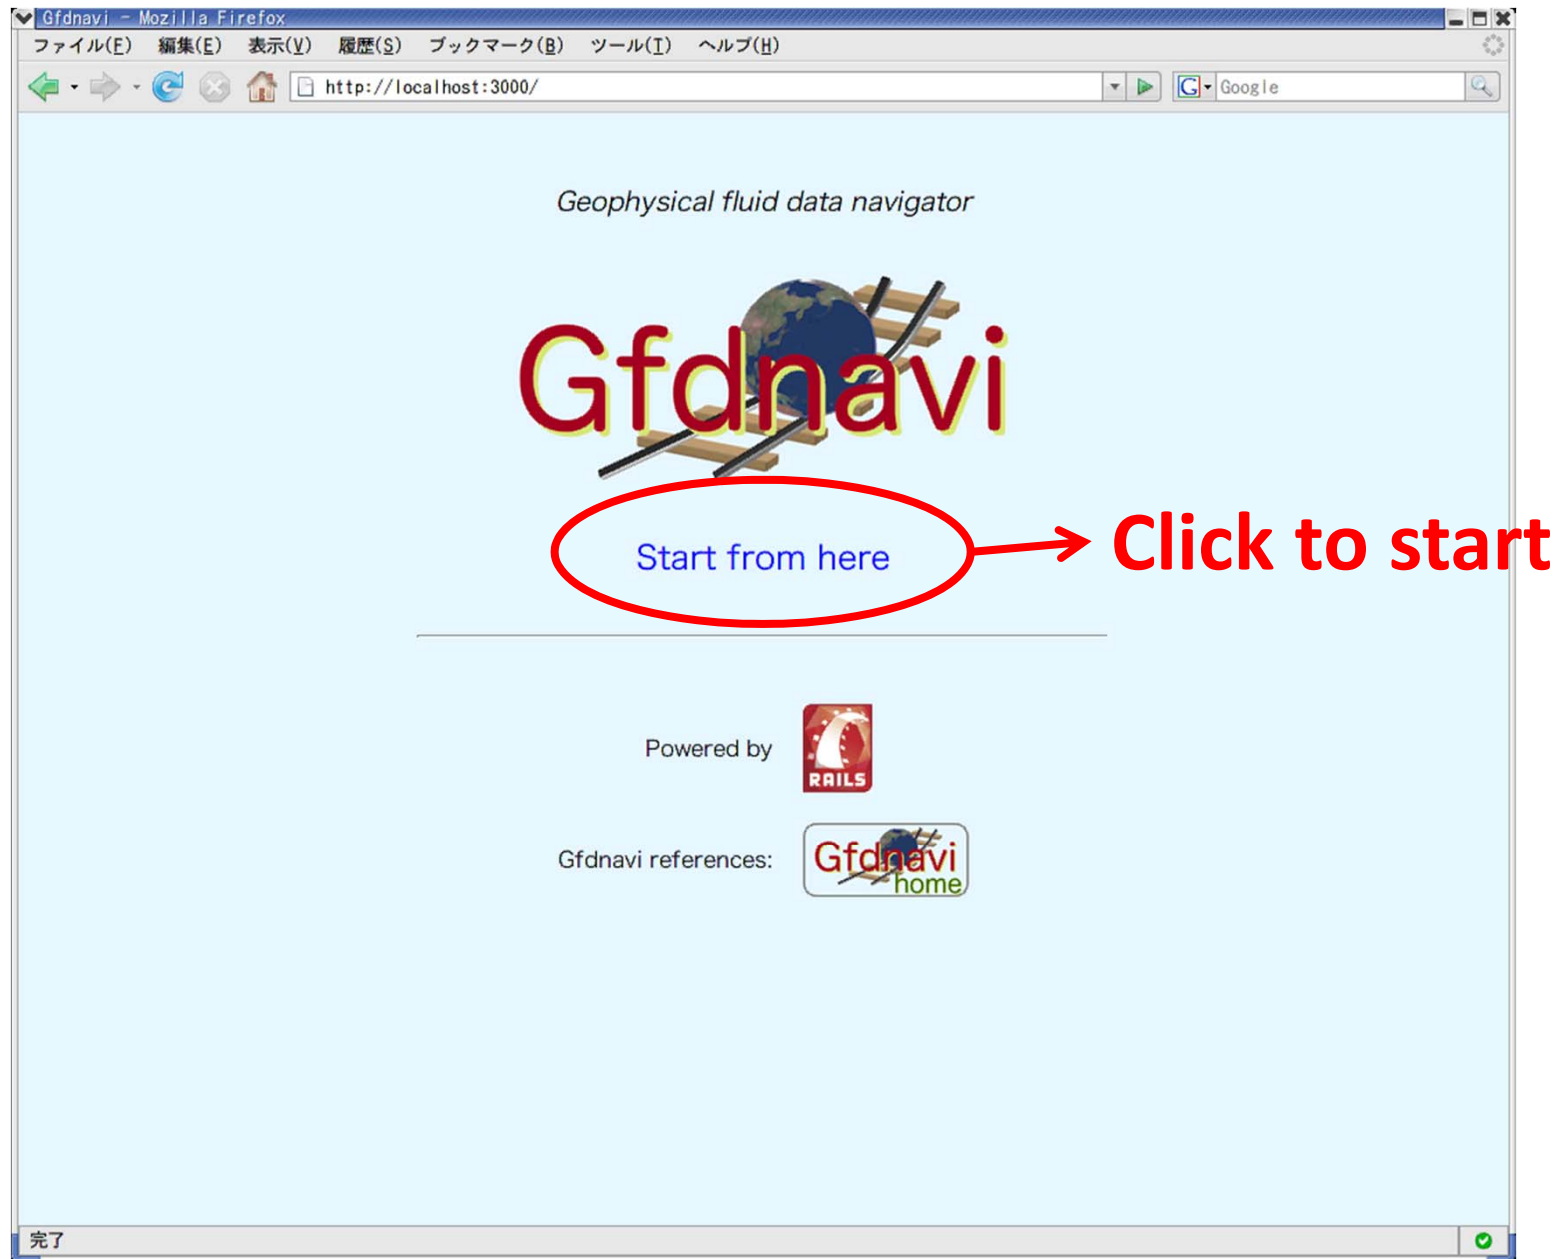 Gfdnavi - Mozilla Firefox
ファイル(F) 編集(E) 表示(V) 履歴(S) ブックマーク(B) ツール(T) ヘルプ(H)
http://localhost:3000/
G Google
Geophysical fluid data navigator
Gfdnavi
Start from here
Click to start
Powered by
RAILS
Gfdnavi references:
Gfdnavi
home
完了